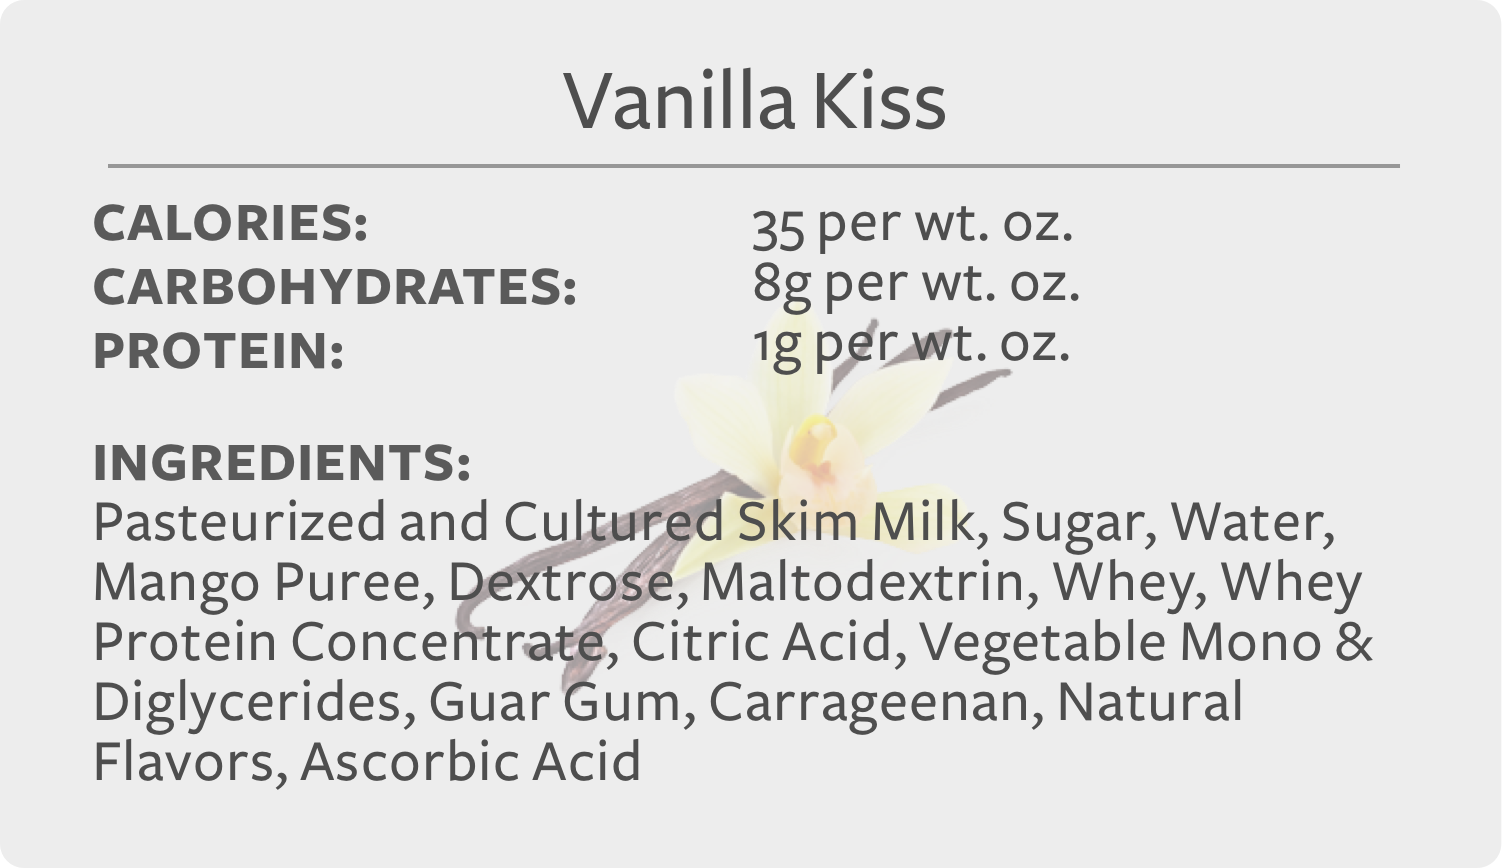 Vanilla Kiss
CALORIES: 35 per wt. oz.
CARBOHYDRATES: 8g per wt. oz.
PROTEIN: 1g per wt. oz.
INGREDIENTS:
Pasteurized and Cultured Skim Milk, Sugar, Water,
Mango Puree, Dextrose, Maltodextrin, Whey, Whey
Protein Concentrate, Citric Acid, Vegetable Mono &
Diglycerides, Guar Gum, Carrageenan, Natural
Flavors, Ascorbic Acid